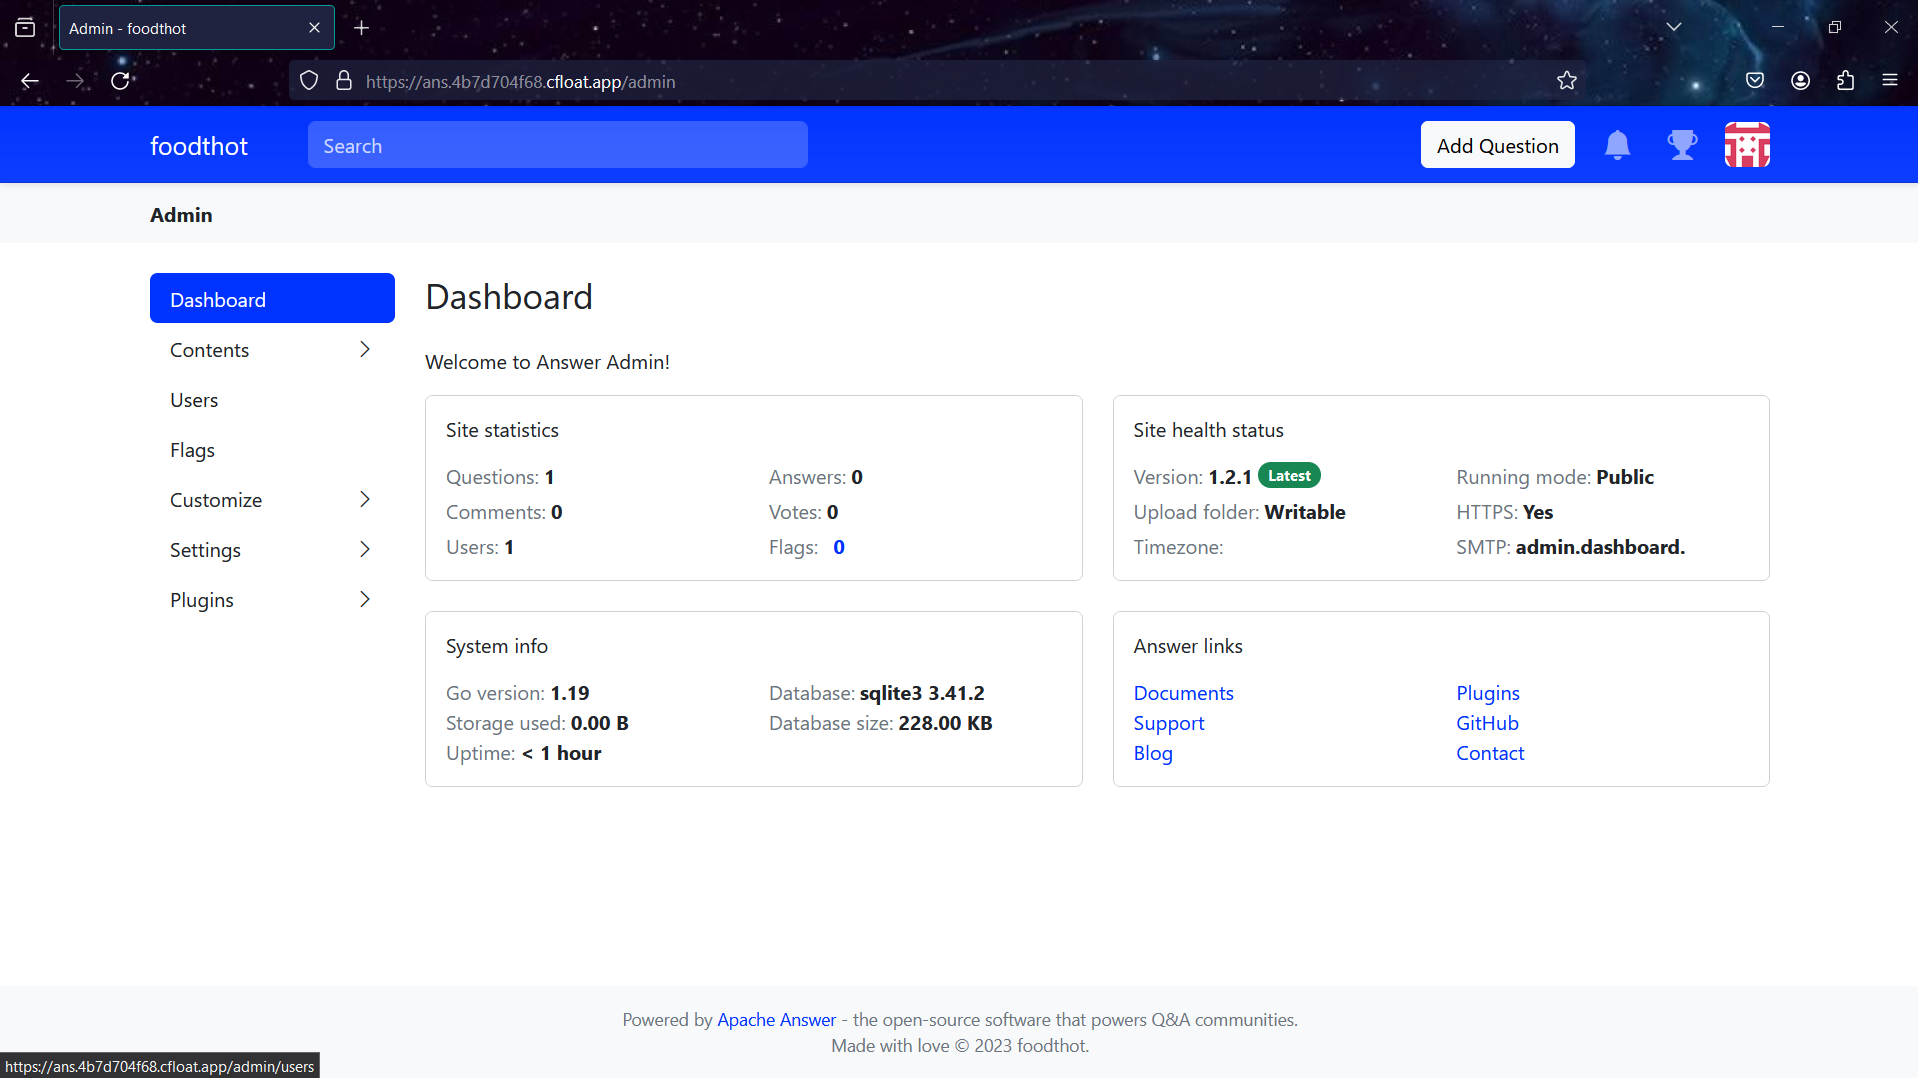 Admin - foodthot
https://ans.4b7d704f68.cfloat.app/admin
foodthot
Search
Add Question
Admin
Dashboard
Contents
Users
Flags
Customize
Settings
Plugins
Dashboard
Welcome to Answer Admin!
Site statistics
Questions: 1 Answers: 0
Comments: 0 Votes: 0
Users: 1 Flags: 0
Site health status
Version: 1.2.1 Latest Running mode: Public
Upload folder: Writable HTTPS: Yes
Timezone: SMTP: admin.dashboard.
System info
Go version: 1.19 Database: sqlite3 3.41.2
Storage used: 0.00 B Database size: 228.00 KB
Uptime: < 1 hour
Answer links
Documents Plugins
Support GitHub
Blog Contact
Powered by Apache Answer - the open-source software that powers Q&A communities.
Made with love © 2023 foodthot.
https://ans.4b7d704f68.cfloat.app/admin/users